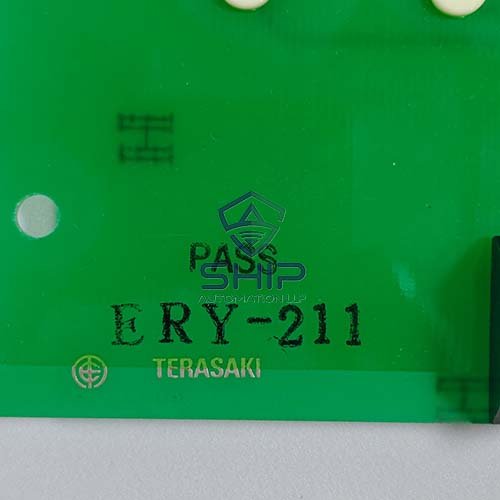 PASS
SHIP
AUTOMATION LLP
ERY-211
TERASAKI